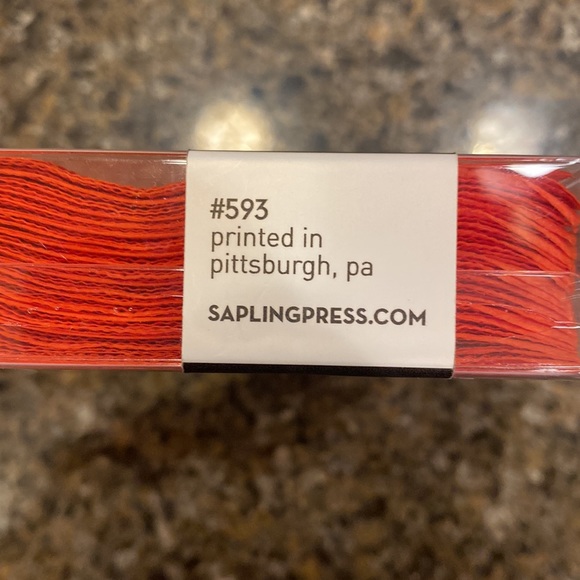 #593
printed in
pittsburgh, pa
SAPLINGPRESS.COM